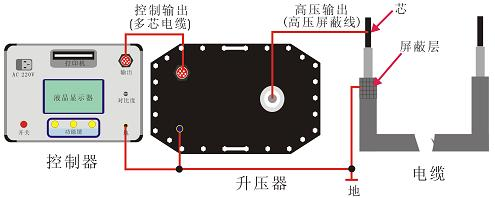 控制输出
(多芯电缆)
高压输出
(高压屏蔽线)
芯
屏蔽层
打印机
AC 220V
输出
液晶显示器
对比度
开关
功能键
地
控制器
升压器
地
电缆